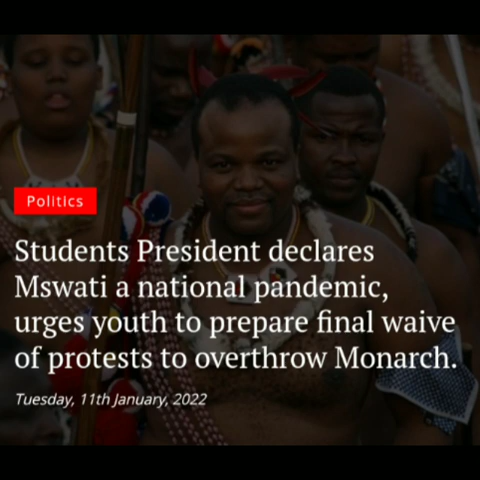 Politics
Students President declares
Mswati a national pandemic,
urges youth to prepare final waive
of protests to overthrow Monarch.
Tuesday, 11th January, 2022